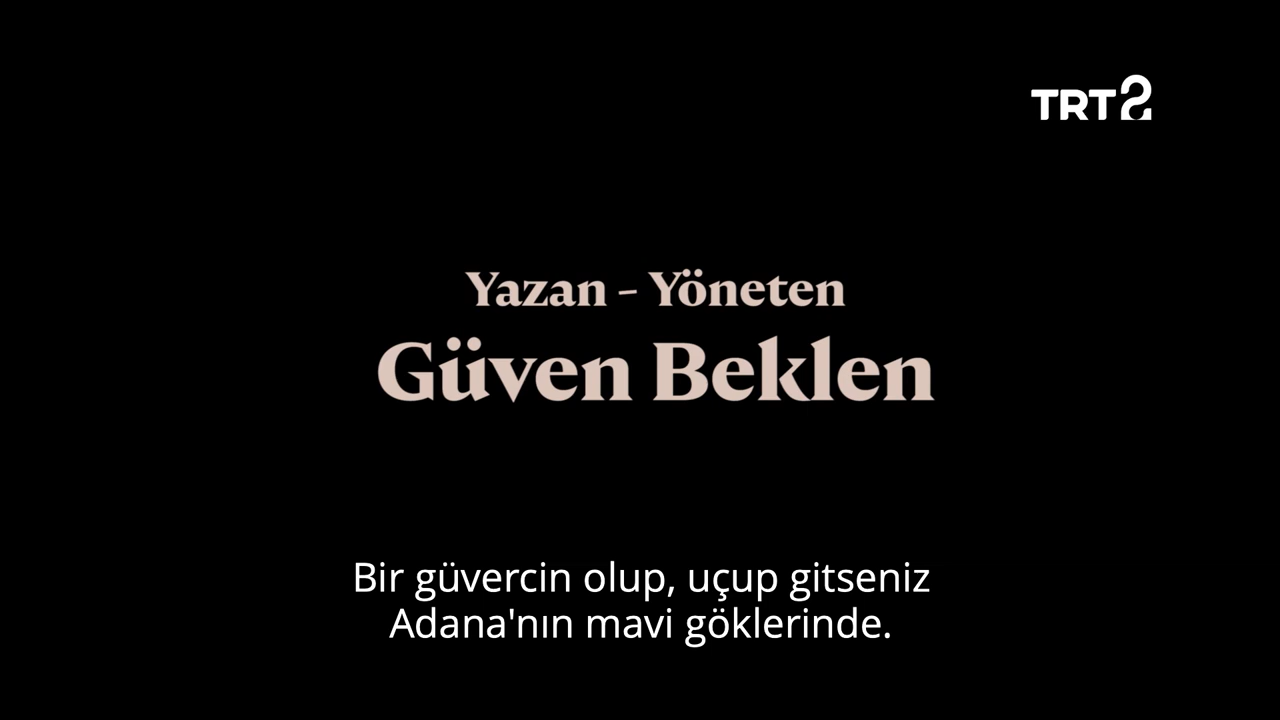 TRT2
Yazan - Yöneten
Güven Beklen
Bir güvercin olup, uçup gitseniz
Adana'nın mavi göklerinde.